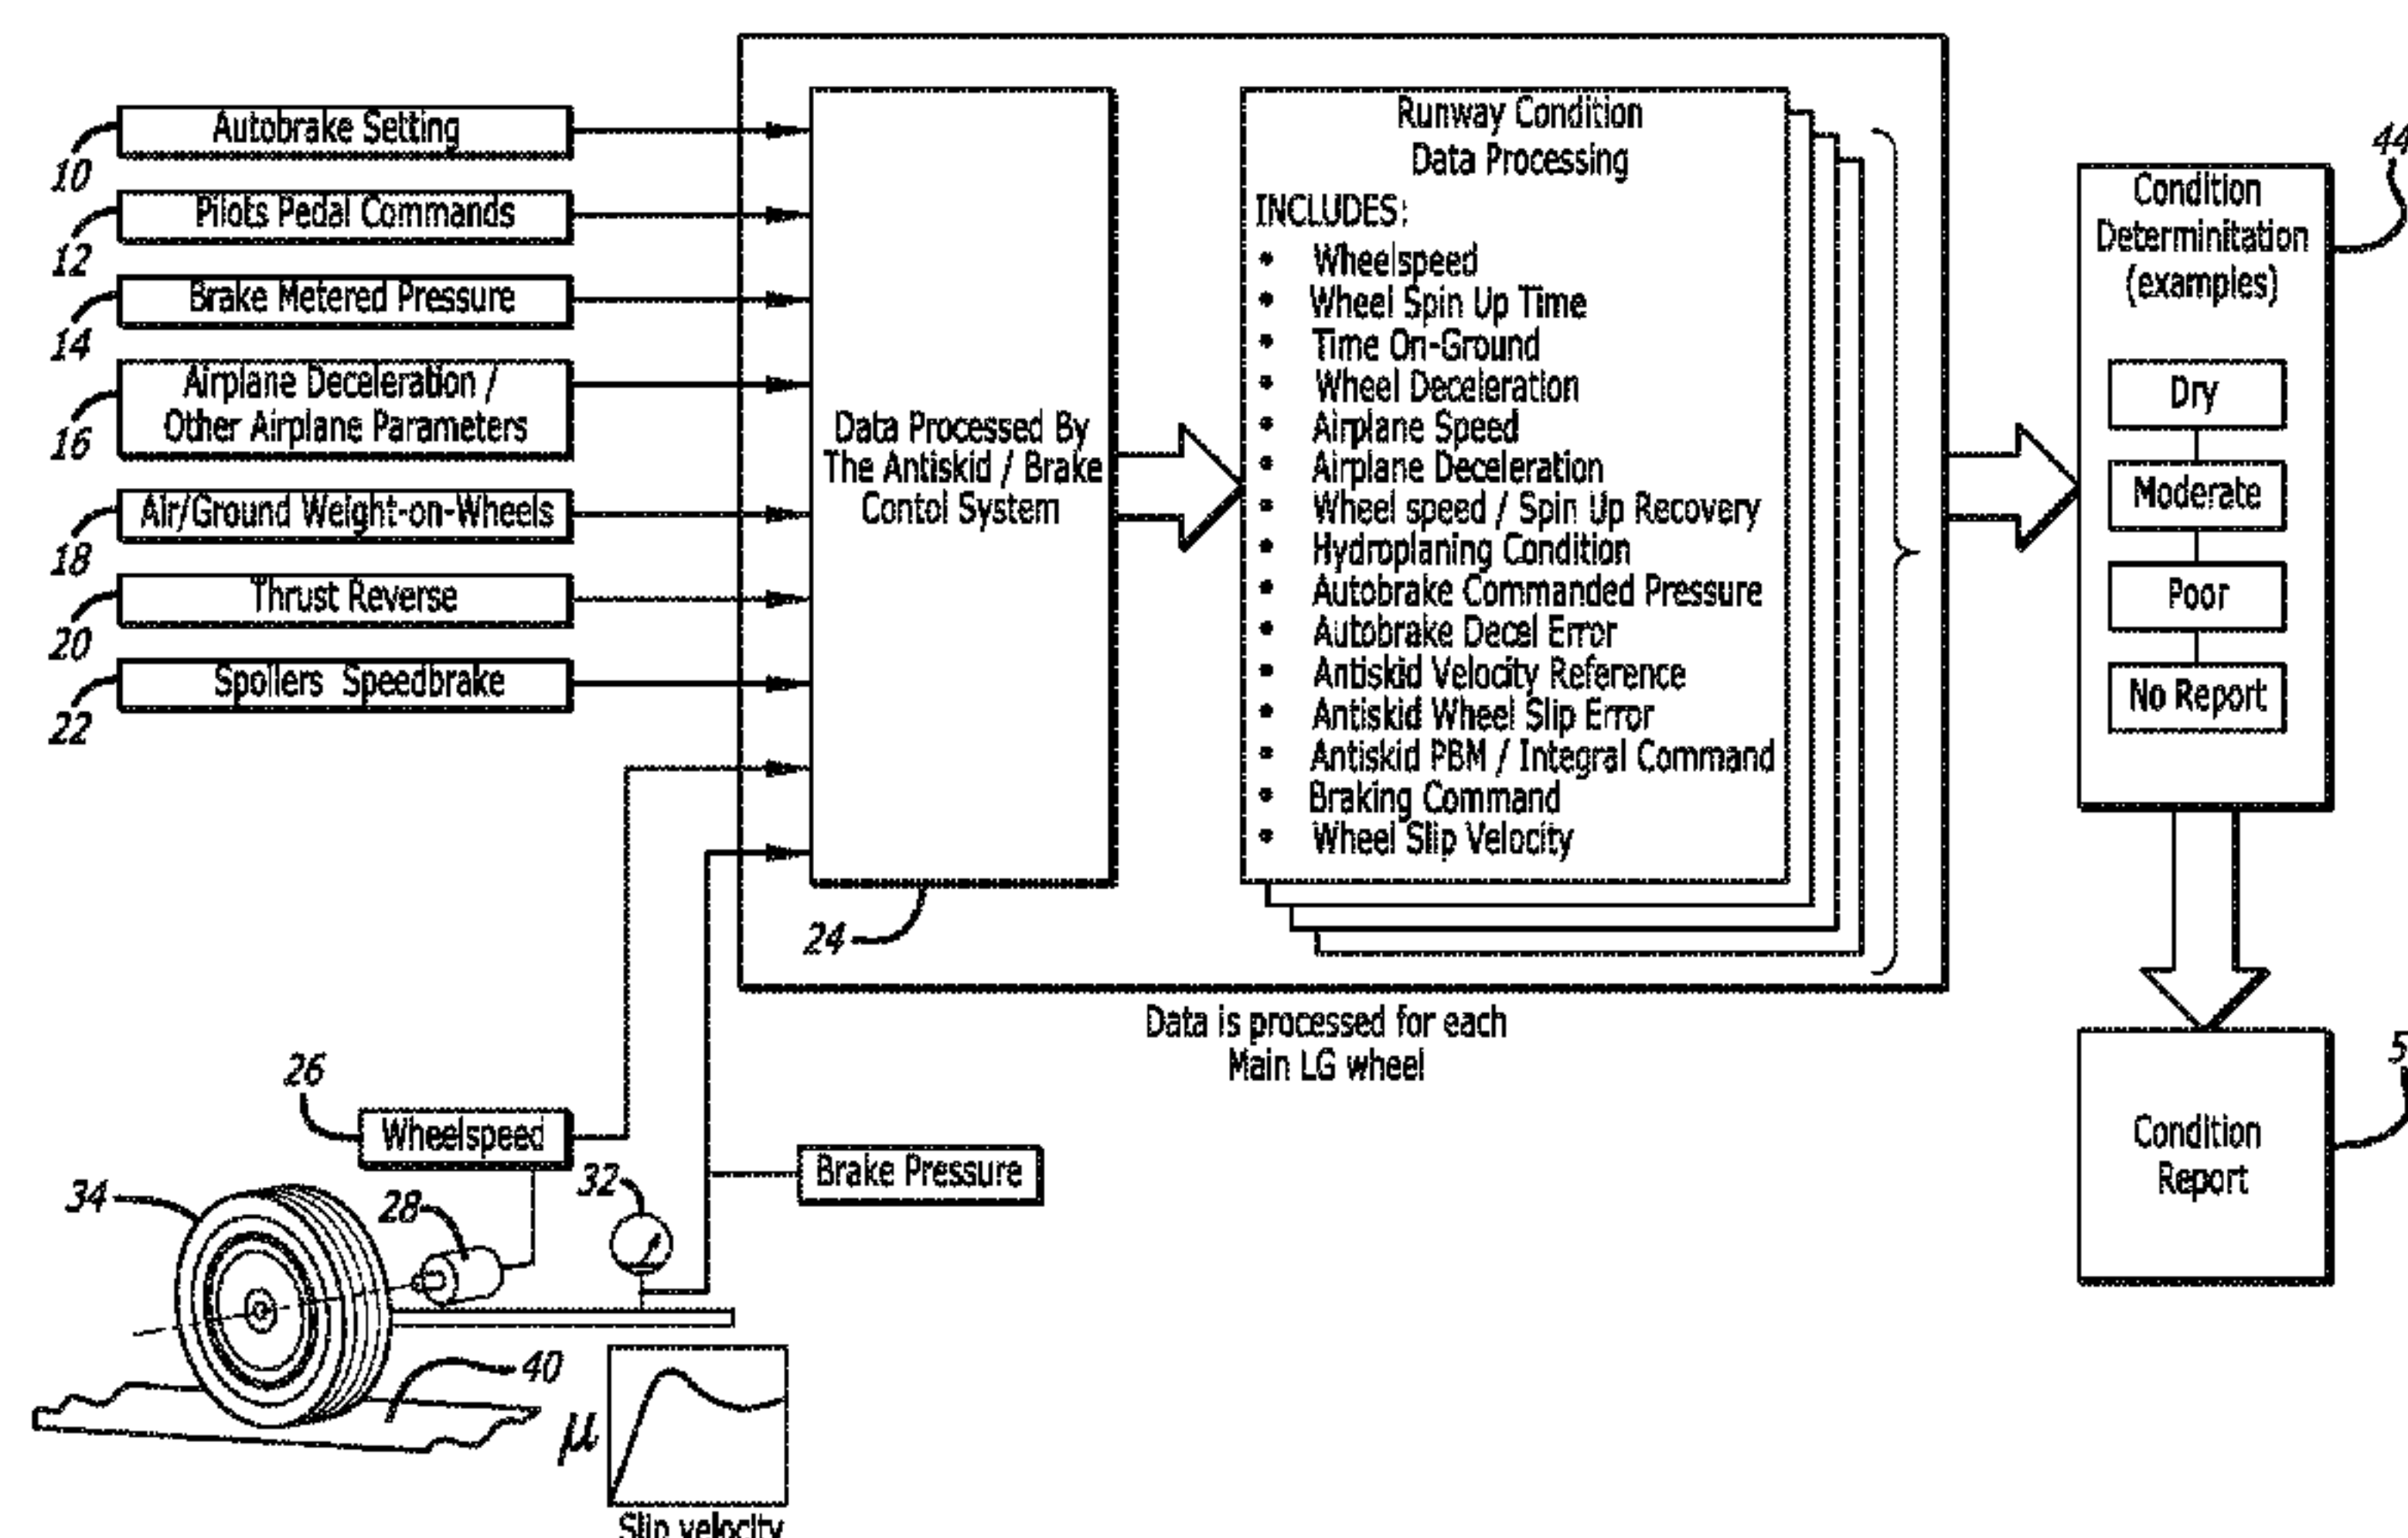 Autobrake Setting
10
Pilots Pedal Commands
12
Brake Metered Pressure
14
Airplane Deceleration /
Other Airplane Parameters
16
Air/Ground Weight-on-Wheels
18
Thrust Reverse
20
Spoilers Speedbrake
22
Data Processed By
The Antiskid / Brake
Contol System
24
Runway Condition
Data Processing
INCLUDES:
• Wheelspeed
• Wheel Spin Up Time
• Time On-Ground
• Wheel Deceleration
• Airplane Speed
• Airplane Deceleration
• Wheel speed / Spin Up Recovery
• Hydroplaning Condition
• Autobrake Commanded Pressure
• Autobrake Decel Error
• Antiskid Velocity Reference
• Antiskid Wheel Slip Error
• Antiskid PBM / Integral Command
• Braking Command
• Wheel Slip Velocity
Data is processed for each
Main LG wheel
44
Condition
Determinitation
(examples)
Dry
Moderate
Poor
No Report
5
Condition
Report
26
Wheelspeed
Brake Pressure
32
34
28
40
μ
Slip velocity